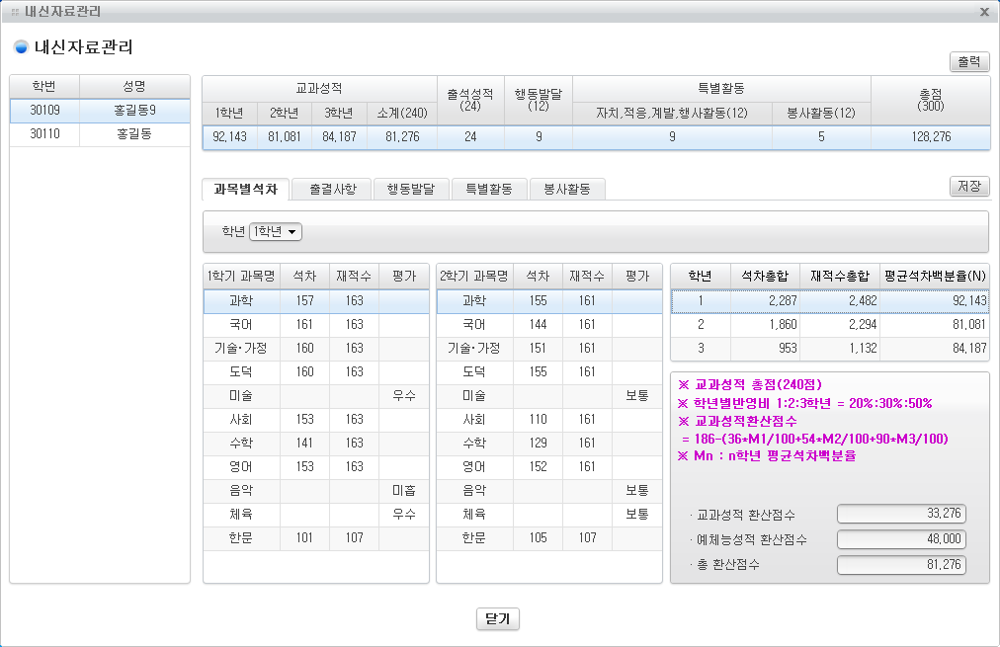 내신자료관리
내신자료관리
출력
학번 성명
30109 홍길동9
30110 홍길동
교과성적 출석성적 (24) 행동발달 (12) 특별활동 총점 (300)
1학년 2학년 3학년 소계(240) 자치,적응,계발,행사활동(12) 봉사활동(12)
92,143 81,081 84,187 81,276 24 9 9 5 128,276
과목별석차 출결사항 행동발달 특별활동 봉사활동 저장
학년 1학년
1학기 과목명 석차 재적수 평가
과학 157 163
국어 161 163
기술·가정 160 163
도덕 160 163
미술 우수
사회 153 163
수학 141 163
영어 153 163
음악 미흡
체육 우수
한문 101 107
2학기 과목명 석차 재적수 평가
과학 155 161
국어 144 161
기술·가정 151 161
도덕 155 161
미술 보통
사회 110 161
수학 129 161
영어 152 161
음악 보통
체육 보통
한문 105 107
학년 석차총합 재적수총합 평균석차백분율(N)
1 2,287 2,482 92,143
2 1,860 2,294 81,081
3 953 1,132 84,187
※ 교과성적 총점(240점)
※ 학년별반영비 1:2:3학년 = 20%:30%:50%
※ 교과성적환산점수
= 186-(36*M1/100+54*M2/100+90*M3/100)
※ Mn : n학년 평균석차백분율
· 교과성적 환산점수 33,276
· 예체능성적 환산점수 48,000
· 총 환산점수 81,276
닫기